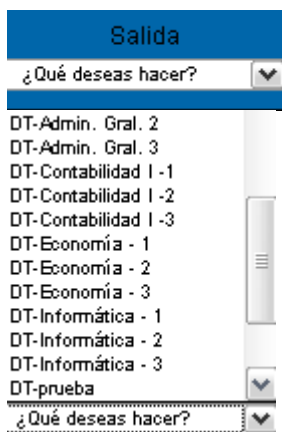 Salida
¿Qué deseas hacer?
DT-Admin. Gral. 2
DT-Admin. Gral. 3
DT-Contabilidad I -1
DT-Contabilidad I -2
DT-Contabilidad I -3
DT-Economía - 1
DT-Economía - 2
DT-Economía - 3
DT-Informática - 1
DT-Informática - 2
DT-Informática - 3
DT-prueba
¿Qué deseas hacer?